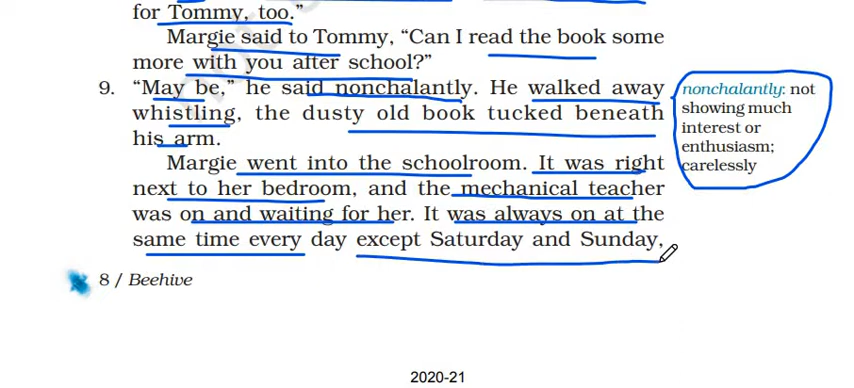 for Tommy, too.”
Margie said to Tommy, “Can I read the book some
more with you after school?”
9. “May be,” he said nonchalantly. He walked away
whistling, the dusty old book tucked beneath
his arm.
Margie went into the schoolroom. It was right
next to her bedroom, and the mechanical teacher
was on and waiting for her. It was always on at the
same time every day except Saturday and Sunday,
nonchalantly: not
showing much
interest or
enthusiasm;
carelessly
8 / Beehive
2020-21